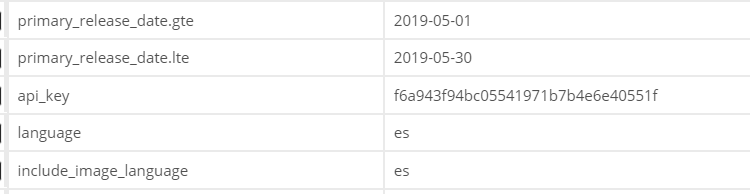 primary_release_date.gte 2019-05-01
primary_release_date.lte 2019-05-30
api_key f6a943f94bc05541971b7b4e6e40551f
language es
include_image_language es